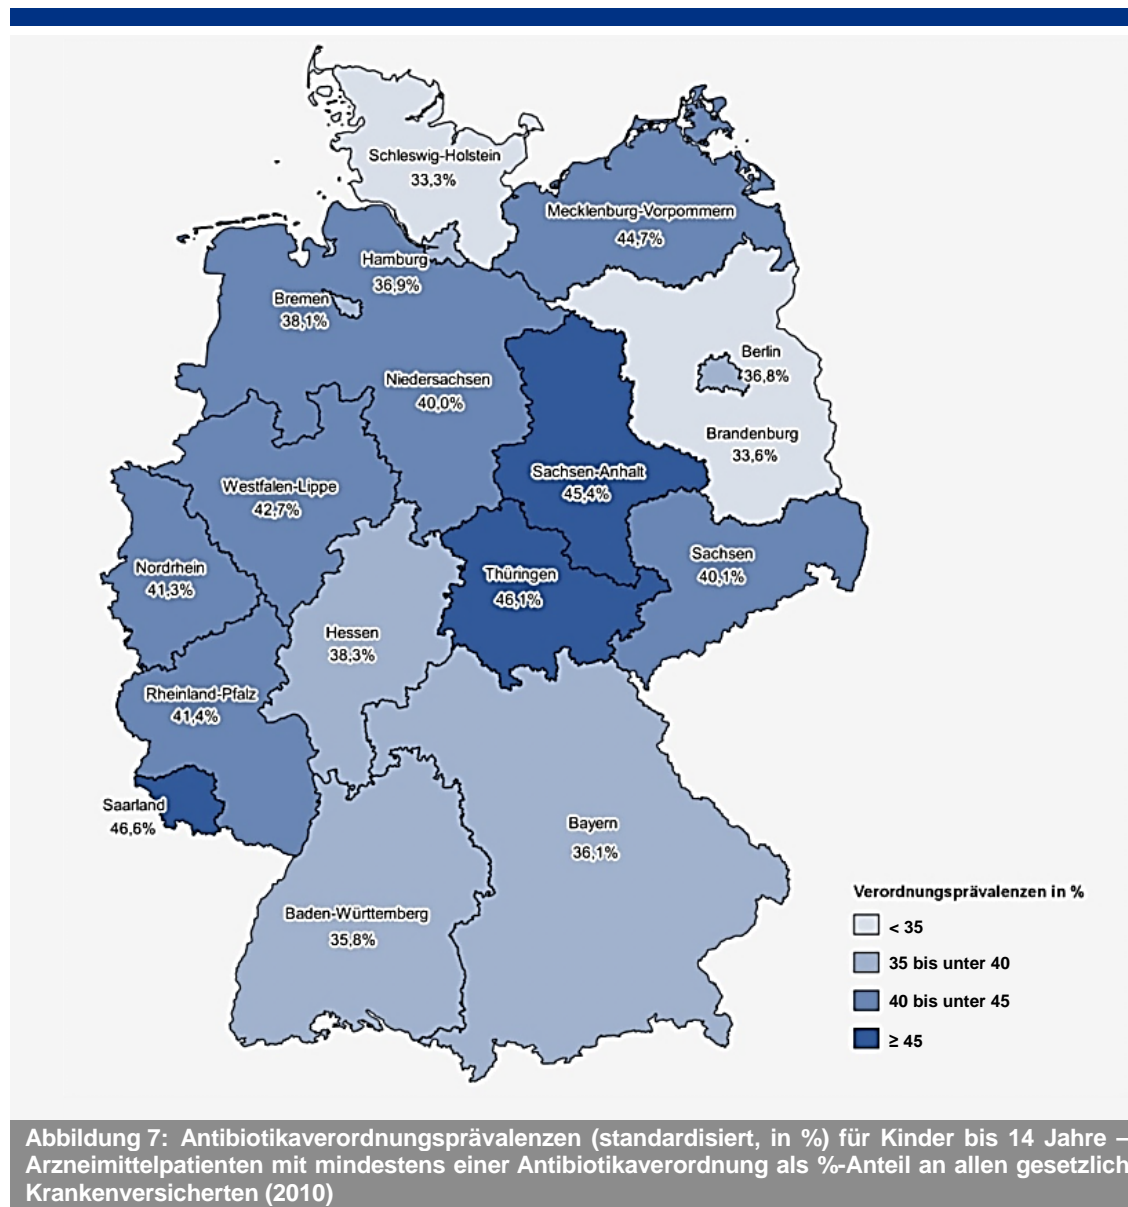 Schleswig-Holstein
33,3%
Mecklenburg-Vorpommern
44,7%
Hamburg
36,9%
Bremen
38,1%
Berlin
36,8%
Niedersachsen
40,0%
Brandenburg
33,6%
Sachsen-Anhalt
45,4%
Westfalen-Lippe
42,7%
Sachsen
40,1%
Nordrhein
41,3%
Thüringen
46,1%
Hessen
38,3%
Rheinland-Pfalz
41,4%
Saarland
46,6%
Bayern
36,1%
Baden-Württemberg
35,8%
Verordnungsprävalenzen in %
< 35
35 bis unter 40
40 bis unter 45
≥ 45
Abbildung 7: Antibiotikaverordnungsprävalenzen (standardisiert, in %) für Kinder bis 14 Jahre –
Arzneimittelpatienten mit mindestens einer Antibiotikaverordnung als %-Anteil an allen gesetzlich
Krankenversicherten (2010)